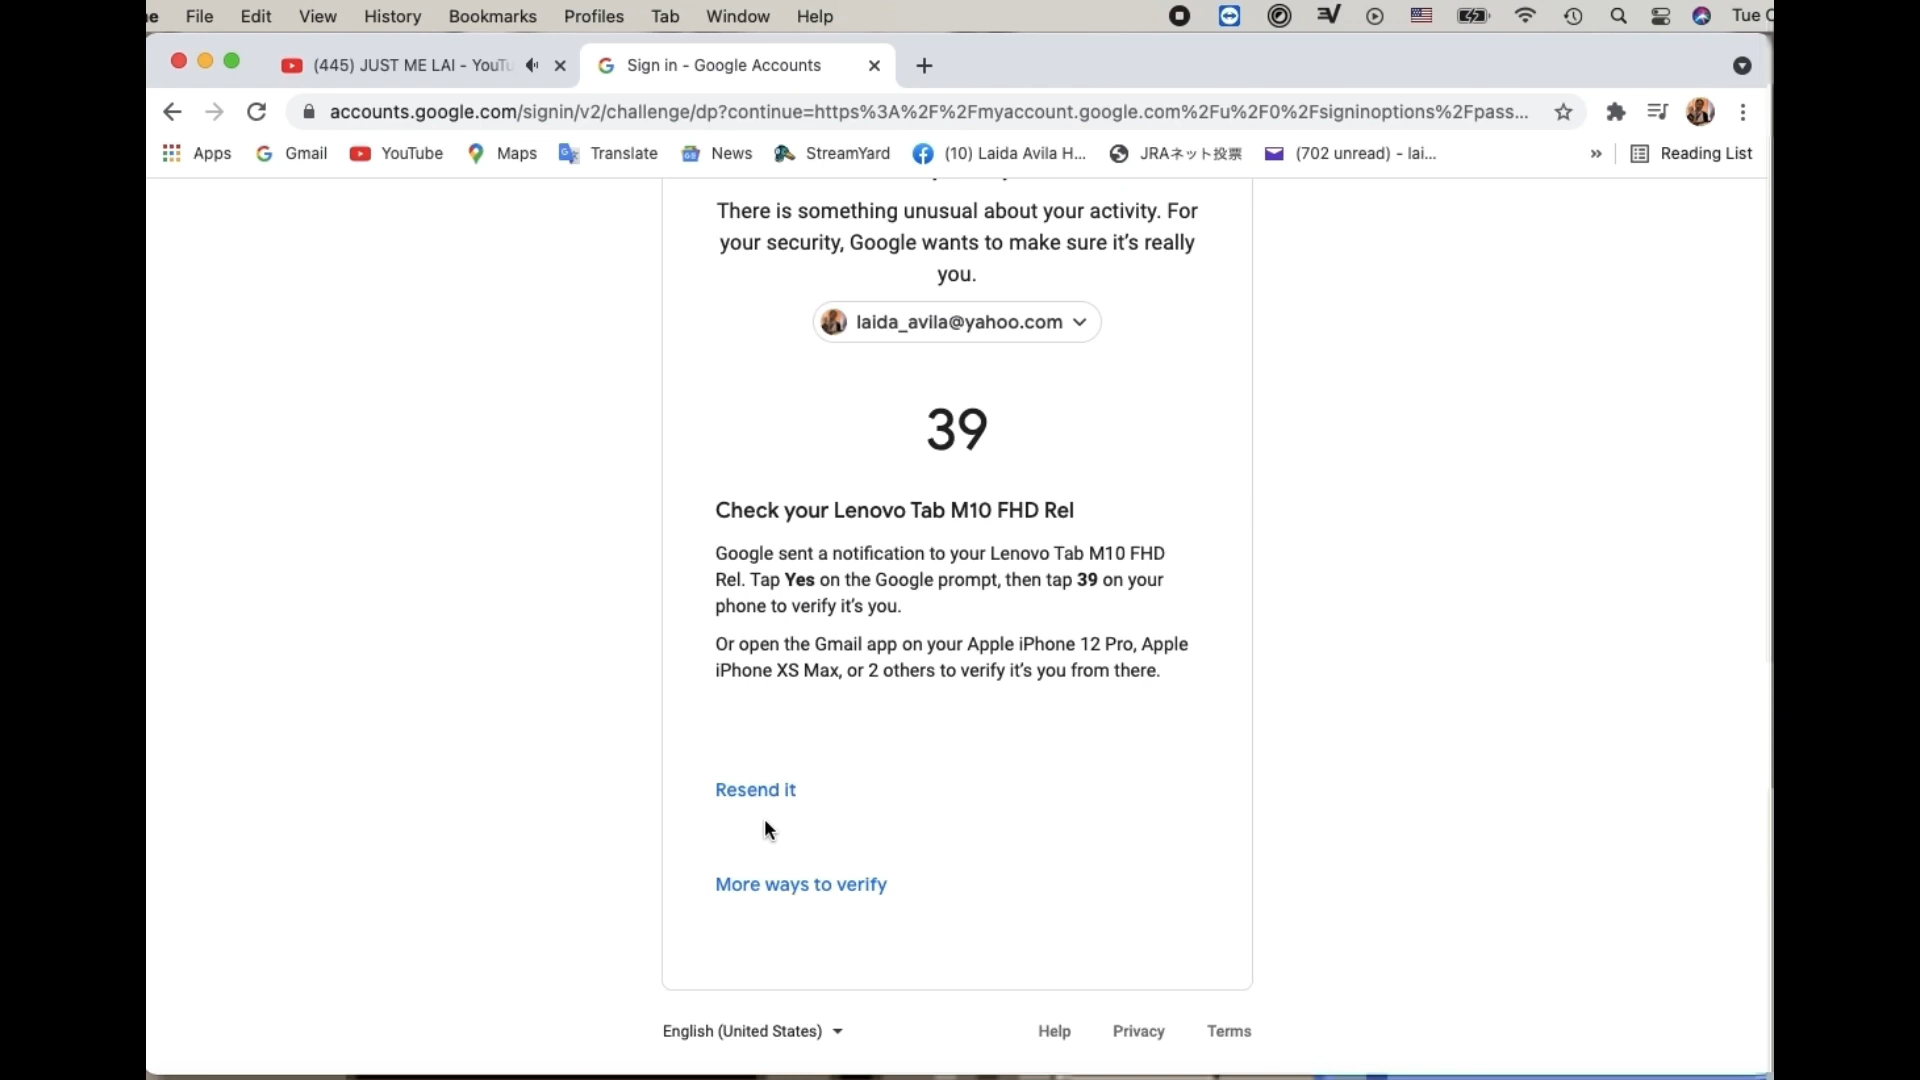 File Edit View History Bookmarks Profiles Tab Window Help
(445) JUST ME LAI - YouTu
Sign in - Google Accounts
accounts.google.com/signin/v2/challenge/dp?continue=https%3A%2F%2Fmyaccount.google.com%2Fu%2F0%2Fsigninoptions%2Fpass...
Apps Gmail YouTube Maps Translate News StreamYard (10) Laida Avila H... JRAネット投票 (702 unread) - lai... » Reading List
There is something unusual about your activity. For
your security, Google wants to make sure it's really
you.
laida_avila@yahoo.com
39
Check your Lenovo Tab M10 FHD Rel
Google sent a notification to your Lenovo Tab M10 FHD
Rel. Tap Yes on the Google prompt, then tap 39 on your
phone to verify it's you.
Or open the Gmail app on your Apple iPhone 12 Pro, Apple
iPhone XS Max, or 2 others to verify it's you from there.
Resend it
More ways to verify
English (United States) Help Privacy Terms